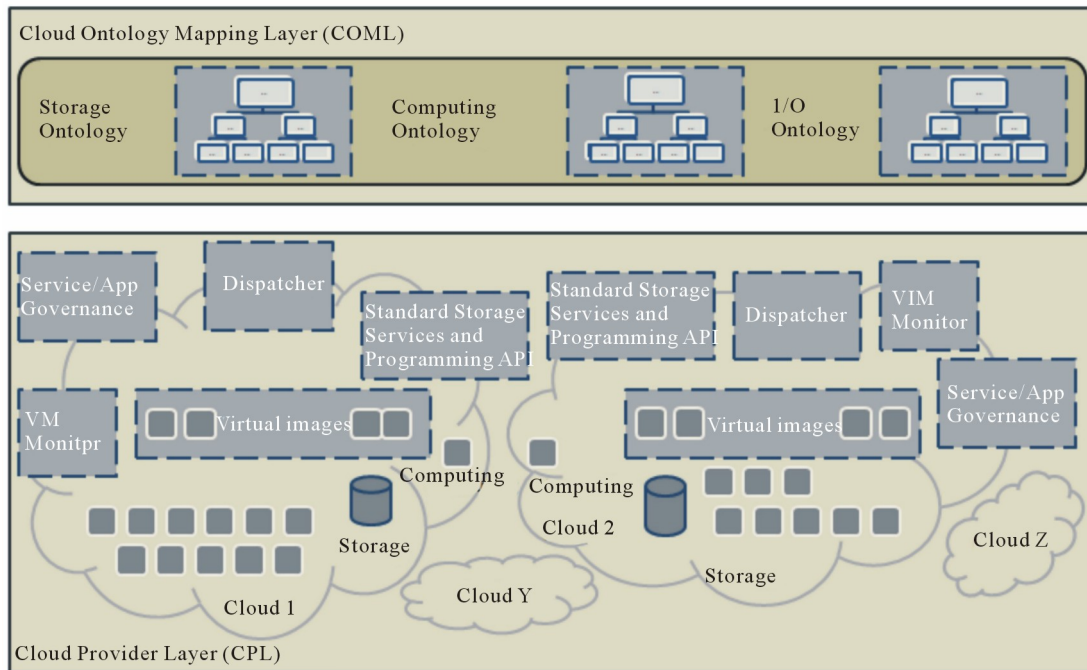 Cloud Ontology Mapping Layer (COML)
Storage
Ontology
Computing
Ontology
1/O
Ontology
Service/App
Governance
Dispatcher
Standard Storage
Services and
Programming API
Standard Storage
Services and
Programming API
Dispatcher
VIM
Monitor
Service/App
Governance
VM
Monitpr
Virtual images
Virtual images
Computing
Computing
Storage
Cloud 2
Storage
Cloud Z
Cloud Y
Cloud 1
Cloud Provider Layer (CPL)